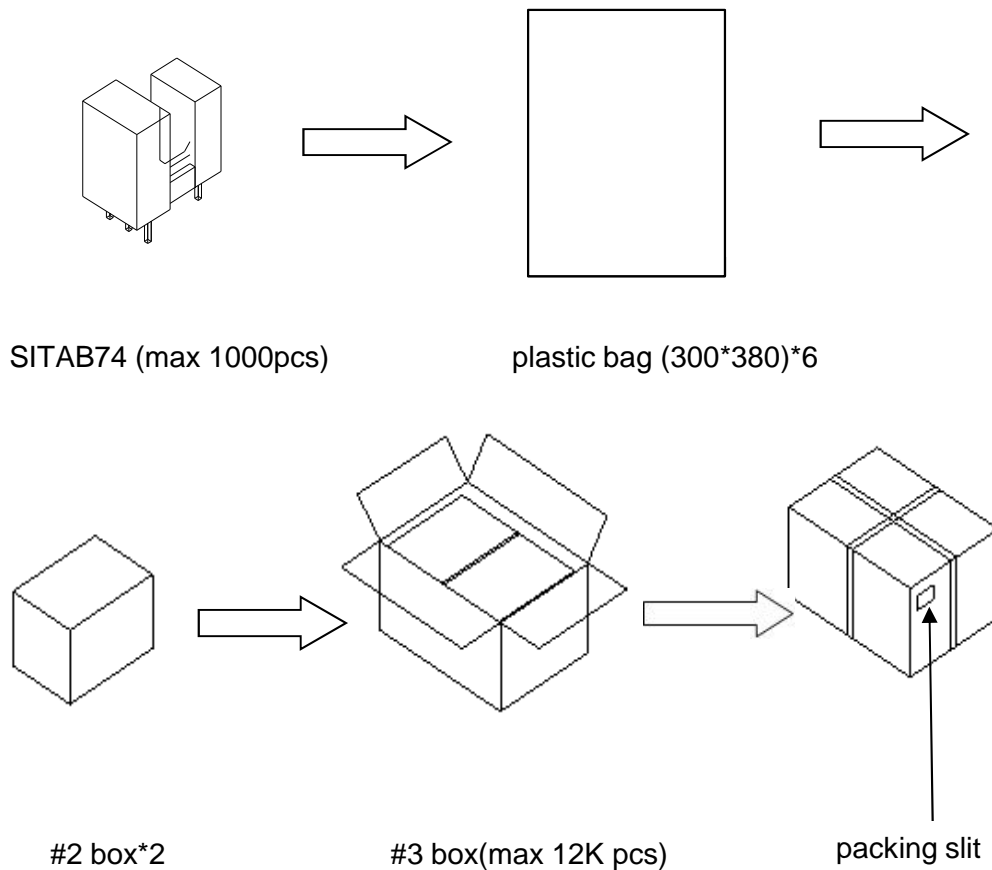 SITAB74 (max 1000pcs)
plastic bag (300*380)*6
#2 box*2
#3 box(max 12K pcs)
packing slit